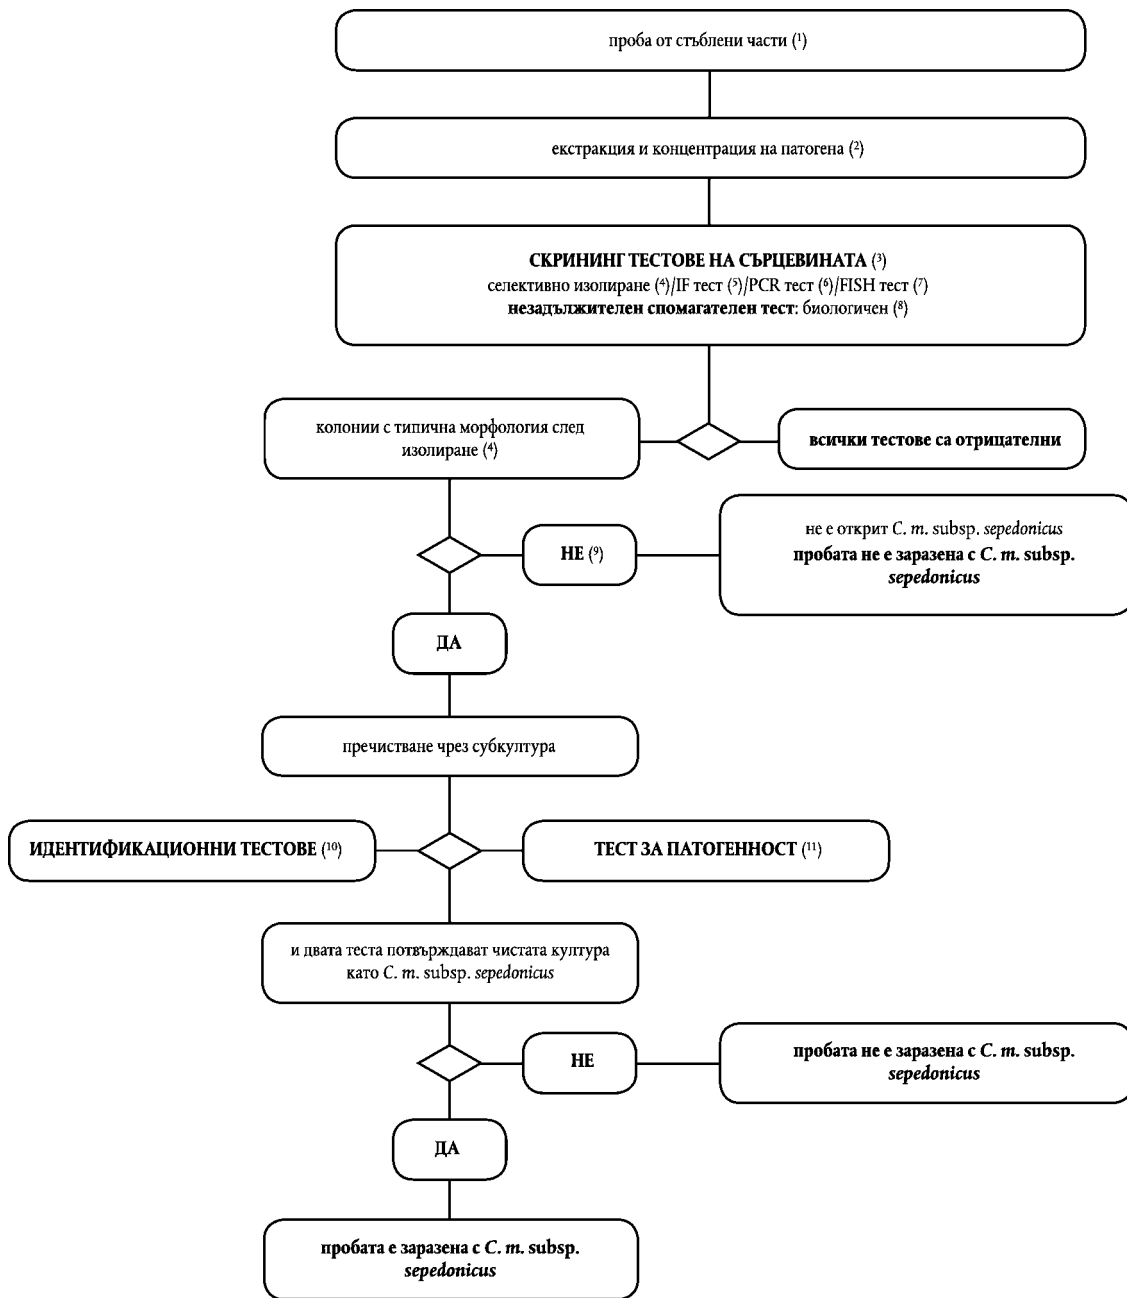 проба от стъблени части (¹)
екстракция и концентрация на патогена (²)
СКРИНИНГ ТЕСТОВЕ НА СЪРЦЕВИНАТА (³)
селективно изолиране (⁴)/IF тест (⁵)/PCR тест (⁶)/FISH тест (⁷)
незадължителен спомагателен тест: биологичен (⁸)
колонии с типична морфология след
изолиране (⁴)
всички тестове са отрицателни
НЕ (⁹)
не е открит C. m. subsp. sepedonicus
пробата не е заразена с C. m. subsp.
sepedonicus
ДА
пречистване чрез субкултура
ИДЕНТИФИКАЦИОННИ ТЕСТОВЕ (¹⁰)
ТЕСТ ЗА ПАТОГЕННОСТ (¹¹)
и двата теста потвърждават чистата култура
като C. m. subsp. sepedonicus
НЕ
пробата не е заразена с C. m. subsp.
sepedonicus
ДА
пробата е заразена с C. m. subsp.
sepedonicus